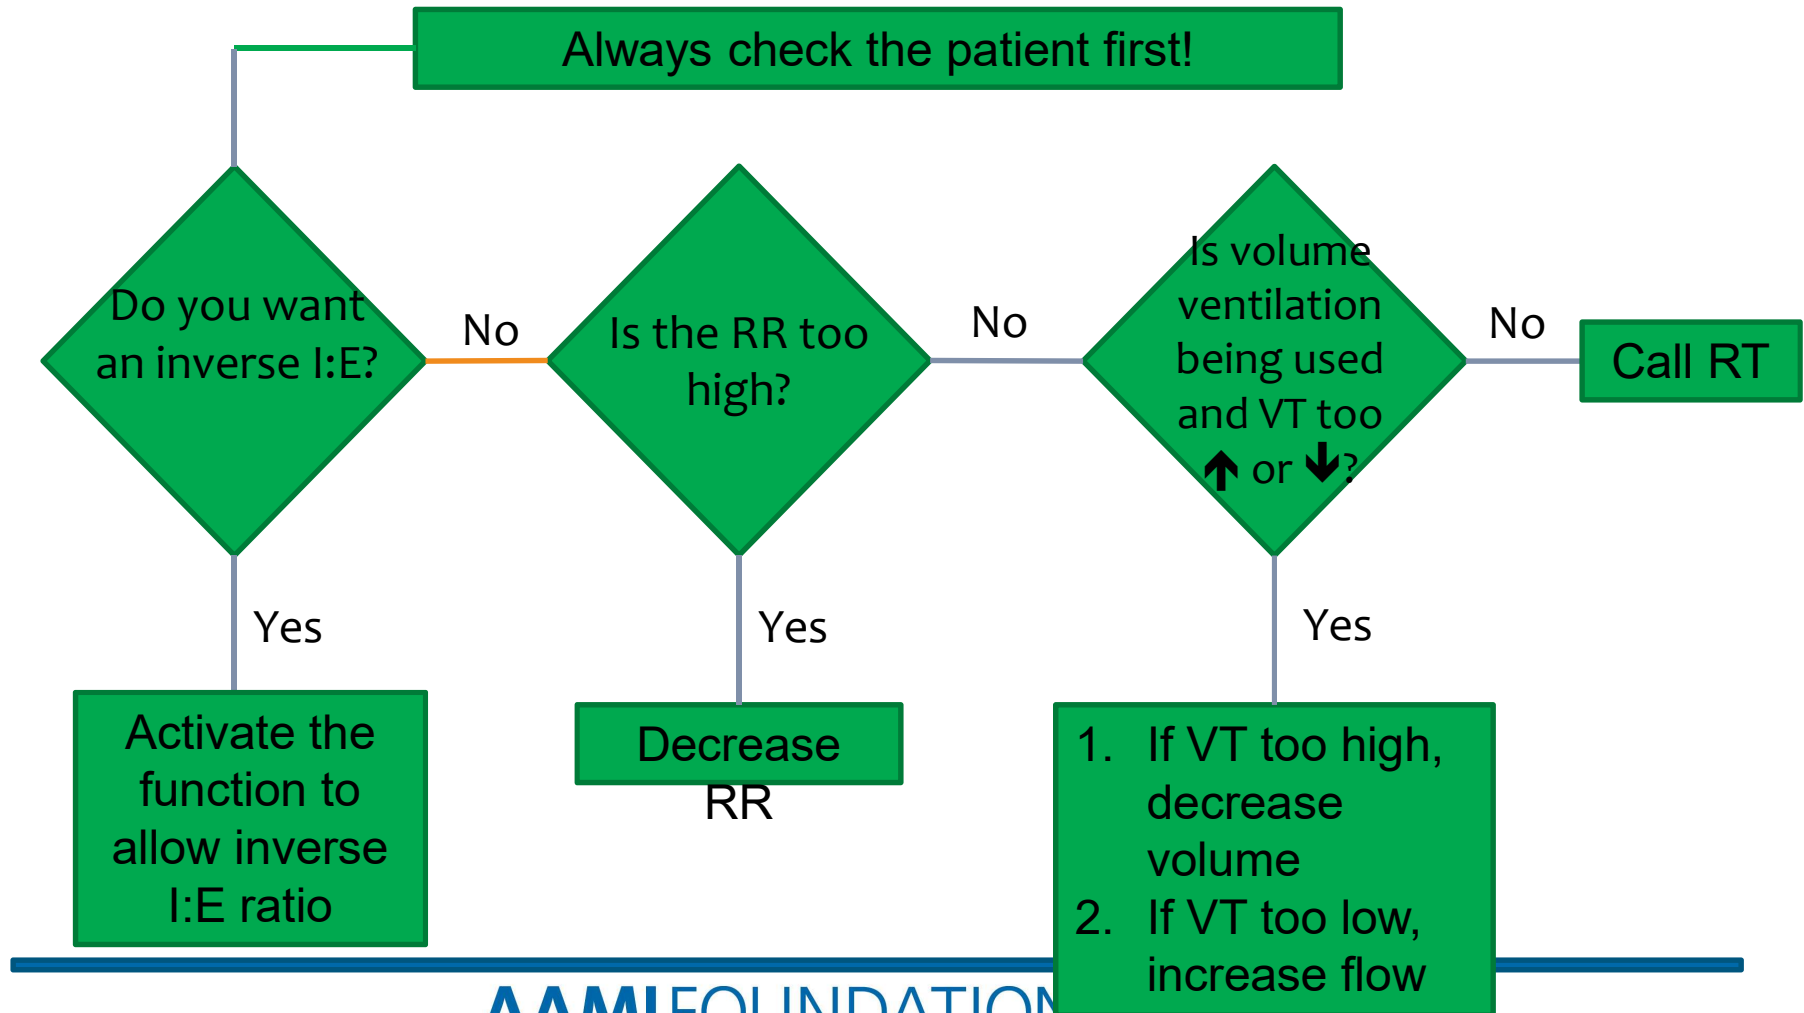 Always check the patient first!
Do you want
an inverse I:E?
No
Is the RR too
high?
No
Is volume
ventilation
being used
and VT too
🡹 or 🡻?
No
Call RT
Yes
Yes
Yes
Activate the
function to
allow inverse
I:E ratio
Decrease
RR
1. If VT too high,
decrease
volume
2. If VT too low,
increase flow
AAMI FOUNDATION